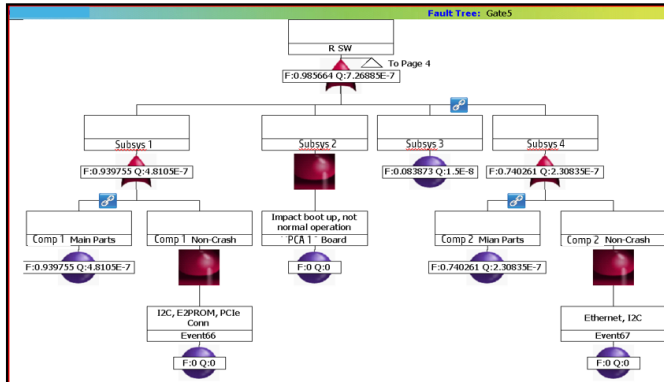 Fault Tree: Gate5
R SW
To Page 4
F:0.985664 Q:7.26885E-7
Subsys 1
Subsys 2
Subsys 3
Subsys 4
F:0.939755 Q:4.8105E-7
F:0.083873 Q:1.5E-8
F:0.740261 Q:2.30835E-7
Comp 1 Main Parts
Comp 1 Non-Crash
Impact boot up, not
normal operation
PCA 1 Board
Comp 2 Mian Parts
Comp 2 Non-Crash
F:0.939755 Q:4.8105E-7
F:0 Q:0
F:0.740261 Q:2.30835E-7
I2C, E2PROM, PCIe
Conn
Event66
Ethernet, I2C
Event67
F:0 Q:0
F:0 Q:0